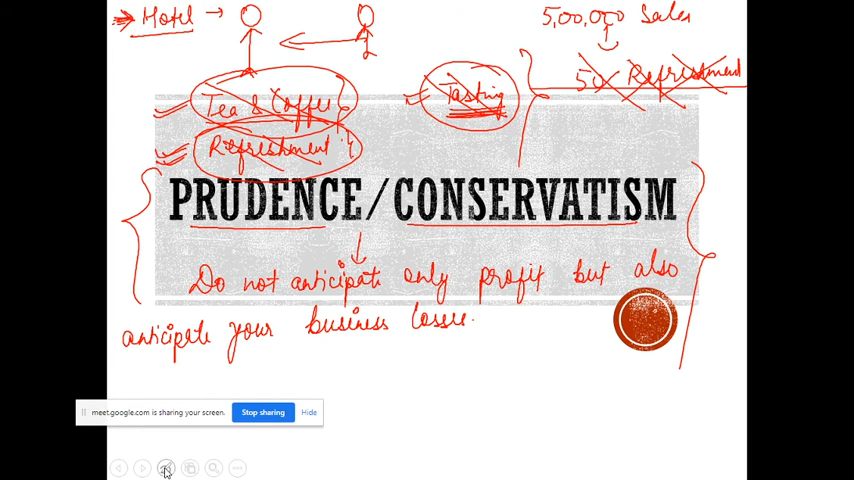 Hotel
5,00,000 Sales
50 Refreshment
Tea & Coffee
Tasting
Refreshment
PRUDENCE/CONSERVATISM
Do not anticipate only profit but also
anticipate your business losses.
meet.google.com is sharing your screen. Stop sharing Hide